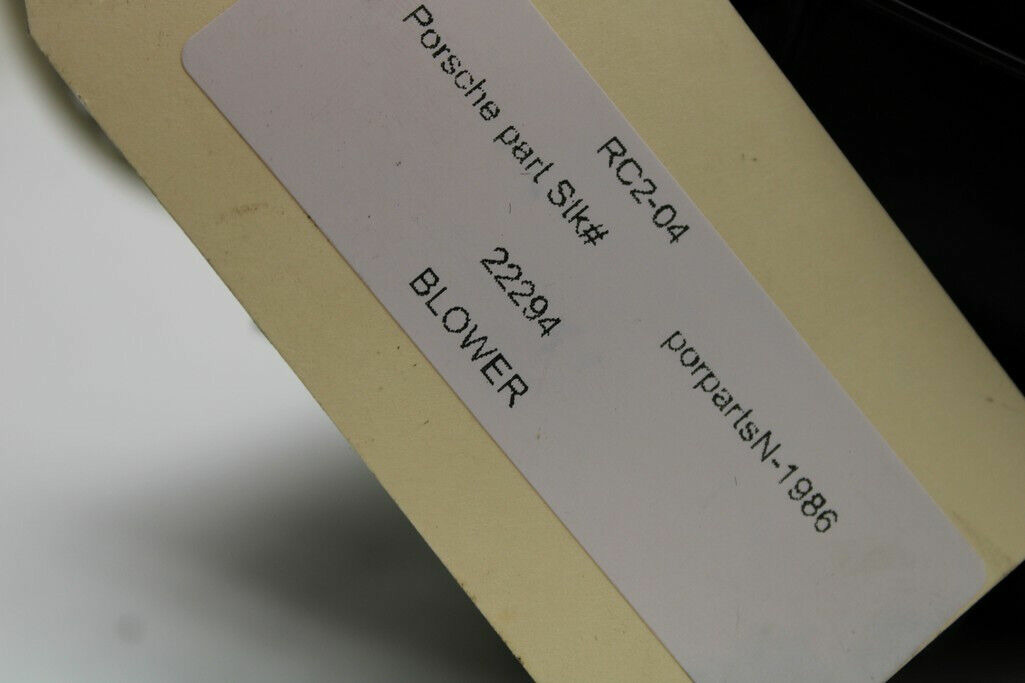 RC2-04
Porsche part Stk#
22294
BLOWER
porpartsN-1986